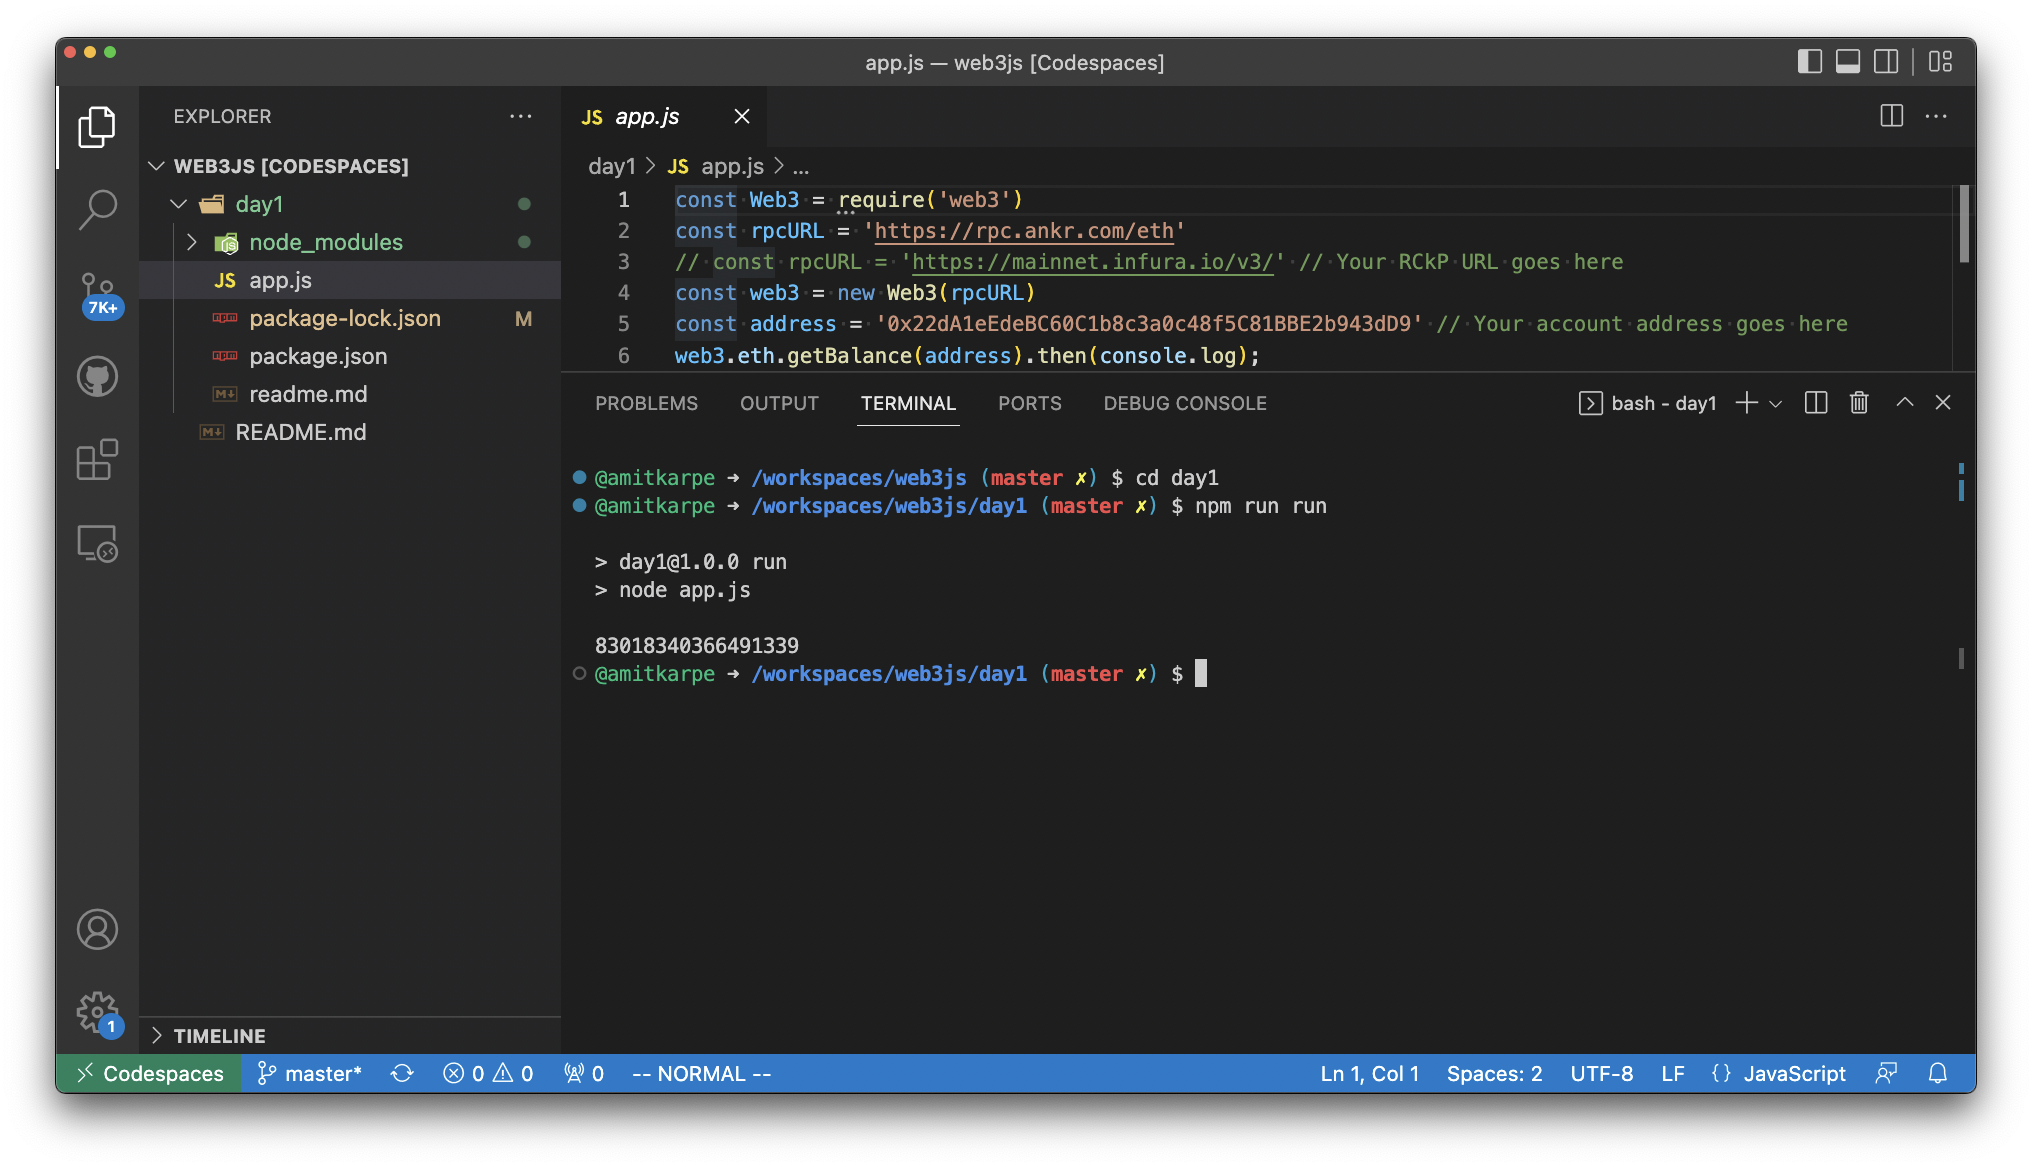 app.js — web3js [Codespaces]
EXPLORER
WEB3JS [CODESPACES]
day1
node_modules
JS app.js
package-lock.json M
package.json
readme.md
README.md
TIMELINE
7K+
1
JS app.js
day1 > JS app.js > ...
1 const Web3 = require('web3')
2 const rpcURL = 'https://rpc.ankr.com/eth'
3 // const rpcURL = 'https://mainnet.infura.io/v3/' // Your RCkP URL goes here
4 const web3 = new Web3(rpcURL)
5 const address = '0x22dA1eEdeBC60C1b8c3a0c48f5C81BBE2b943dD9' // Your account address goes here
6 web3.eth.getBalance(address).then(console.log);
PROBLEMS OUTPUT TERMINAL PORTS DEBUG CONSOLE bash - day1
@amitkarpe ➜ /workspaces/web3js (master ✗) $ cd day1
@amitkarpe ➜ /workspaces/web3js/day1 (master ✗) $ npm run run
> day1@1.0.0 run
> node app.js
83018340366491339
@amitkarpe ➜ /workspaces/web3js/day1 (master ✗) $
Codespaces master* 0 0 0 -- NORMAL -- Ln 1, Col 1 Spaces: 2 UTF-8 LF {} JavaScript